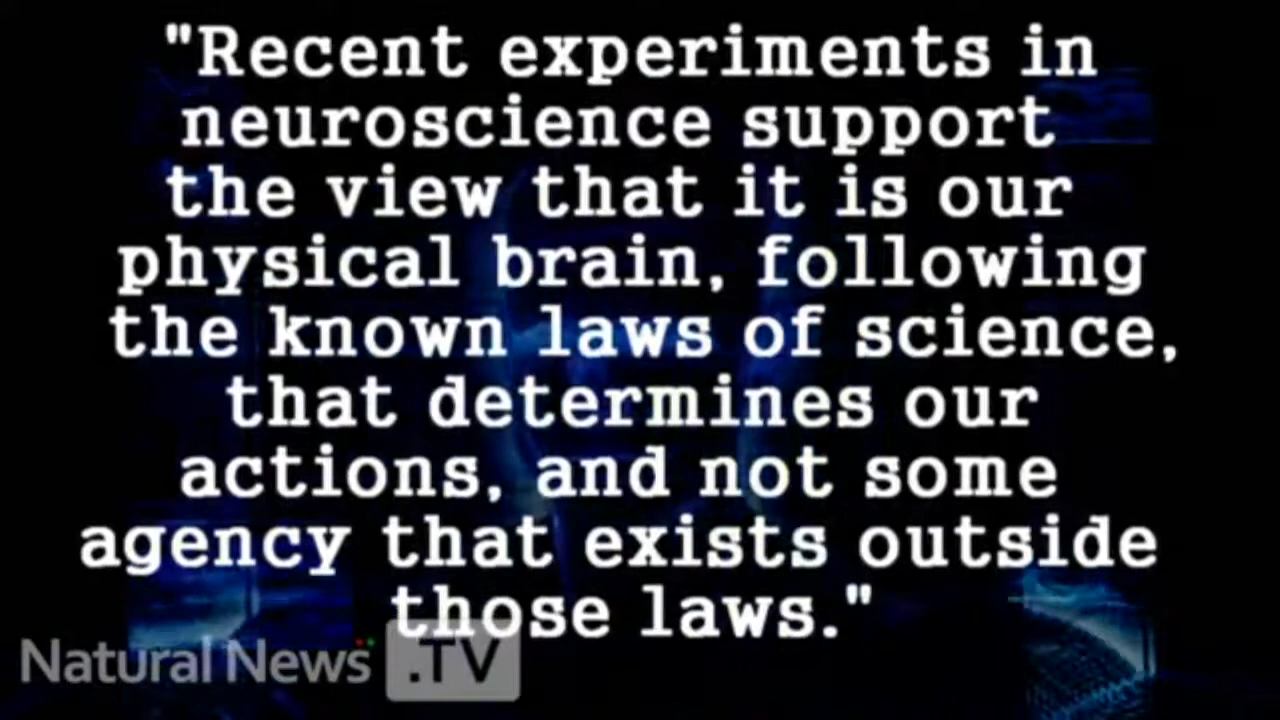 "Recent experiments in
neuroscience support
the view that it is our
physical brain, following
the known laws of science,
that determines our
actions, and not some
agency that exists outside
those laws."
Natural News .TV